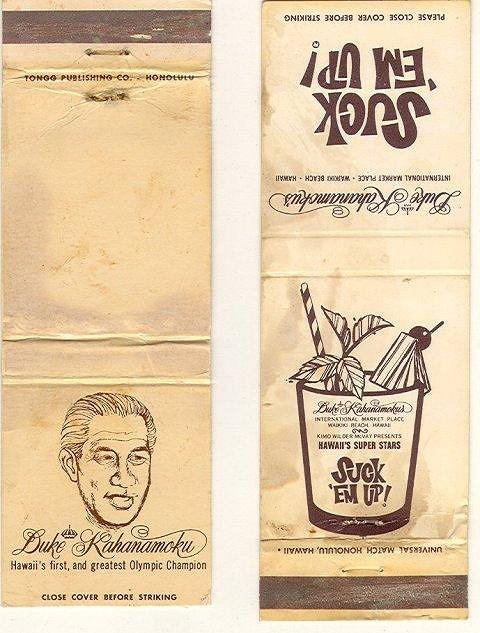 TONGG PUBLISHING CO. - HONOLULU
Duke Kahanamoku
Hawaii's first, and greatest Olympic Champion
CLOSE COVER BEFORE STRIKING
PLEASE CLOSE COVER BEFORE STRIKING
SUCK
'EM UP!
INTERNATIONAL MARKET PLACE • WAIKIKI BEACH • HAWAII
Duke Kahanamoku's
Duke Kahanamoku's
INTERNATIONAL MARKET PLACE
WAIKIKI BEACH, HAWAII
KIMO WILDER McVAY PRESENTS
HAWAII'S SUPER STARS
SUCK
'EM UP!
UNIVERSAL MATCH HONOLULU, HAWAII •